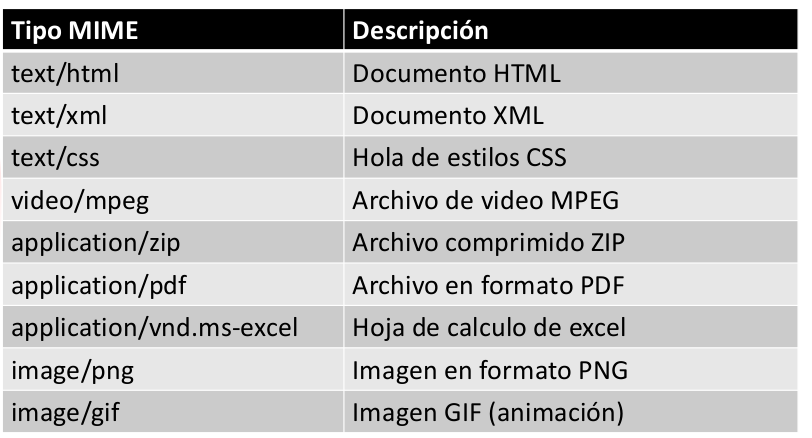 Tipo MIME Descripción
text/html Documento HTML
text/xml Documento XML
text/css Hola de estilos CSS
video/mpeg Archivo de video MPEG
application/zip Archivo comprimido ZIP
application/pdf Archivo en formato PDF
application/vnd.ms-excel Hoja de calculo de excel
image/png Imagen en formato PNG
image/gif Imagen GIF (animación)